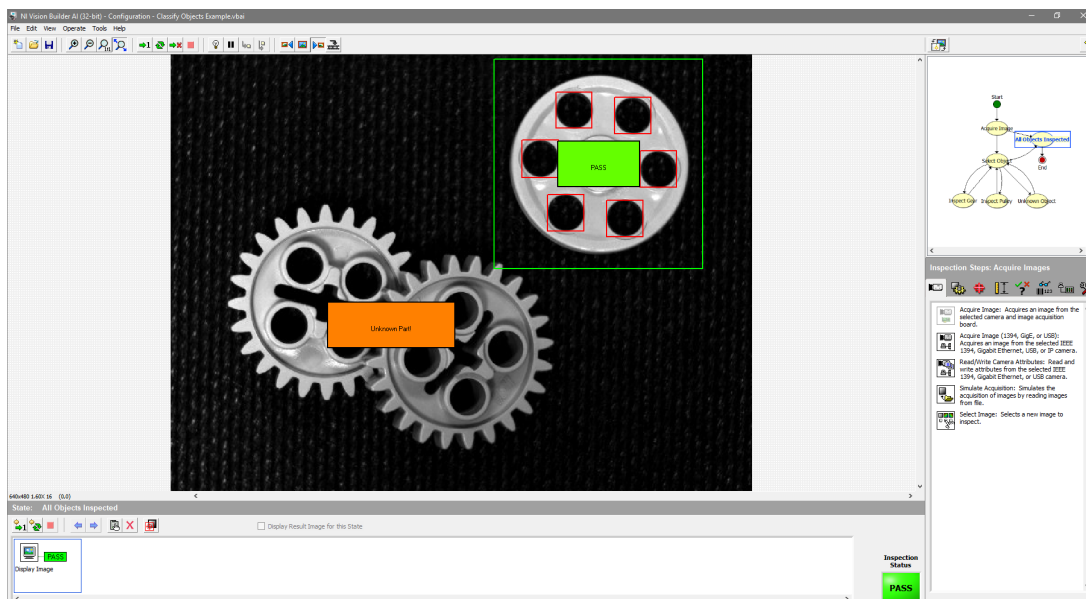 NI Vision Builder AI (32-bit) - Configuration - Classify Objects Example.vbai
File Edit View Operate Tools Help
PASS
Unknown Part!
640x480 1.60X 16 (0,0)
Start
Acquire Image
All Objects Inspected
Select Object
End
Inspect Gear
Inspect Pulley
Unknown Object
Inspection Steps: Acquire Images
Acquire Image: Acquires an image from the
selected camera and image acquisition
board.
Acquire Image (1394, GigE, or USB):
Acquires an image from the selected IEEE
1394, Gigabit Ethernet, USB, or IP camera.
Read/Write Camera Attributes: Read and
write attributes from the selected IEEE
1394, Gigabit Ethernet, or USB camera.
Simulate Acquisition: Simulates the
acquisition of images by reading images
from file.
Select Image: Selects a new image to
inspect.
State: All Objects Inspected
Display Result Image for this State
PASS
Display Image
Inspection
Status
PASS